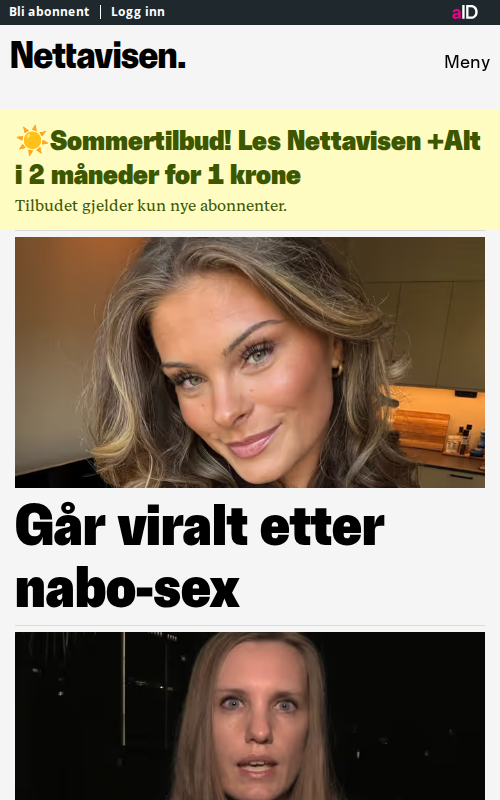 Bli abonnent | Logg inn
aID
Nettavisen.
Meny
☀️Sommertilbud! Les Nettavisen +Alt
i 2 måneder for 1 krone
Tilbudet gjelder kun nye abonnenter.
Går viralt etter
nabo-sex